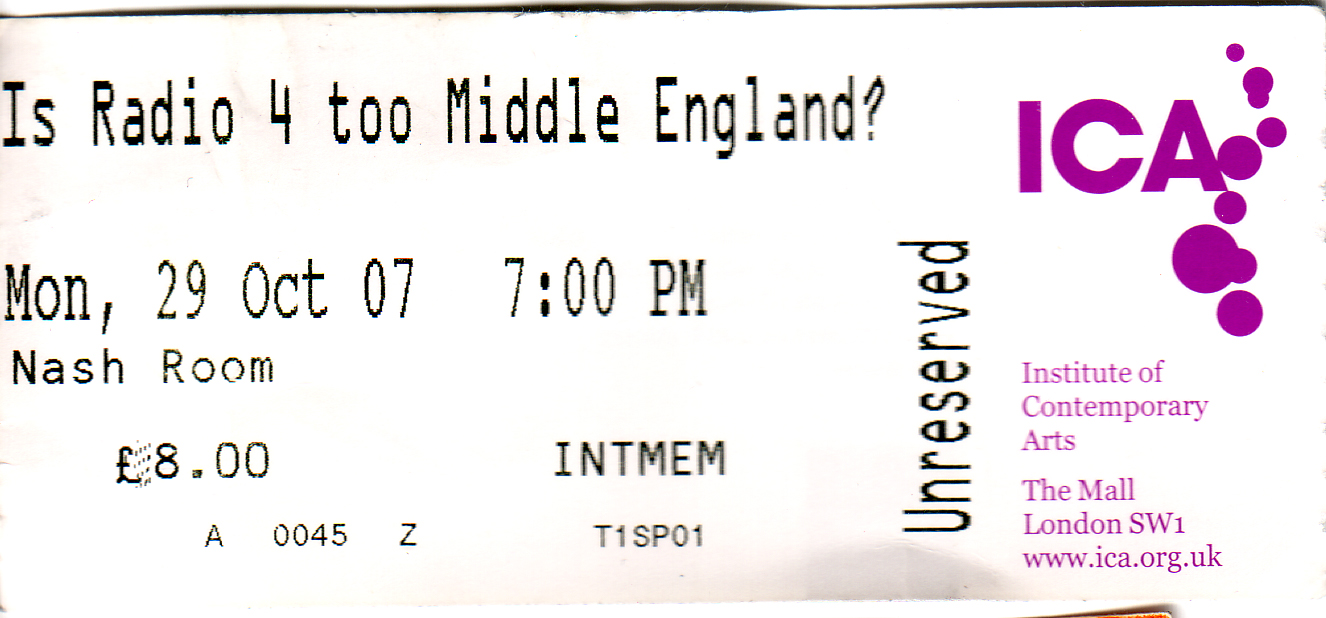 Is Radio 4 too Middle England?
Mon, 29 Oct 07 7:00 PM
Nash Room
£8.00 INTMEM
A 0045 Z T1SP01
Unreserved
ICA
Institute of
Contemporary
Arts
The Mall
London SW1
www.ica.org.uk